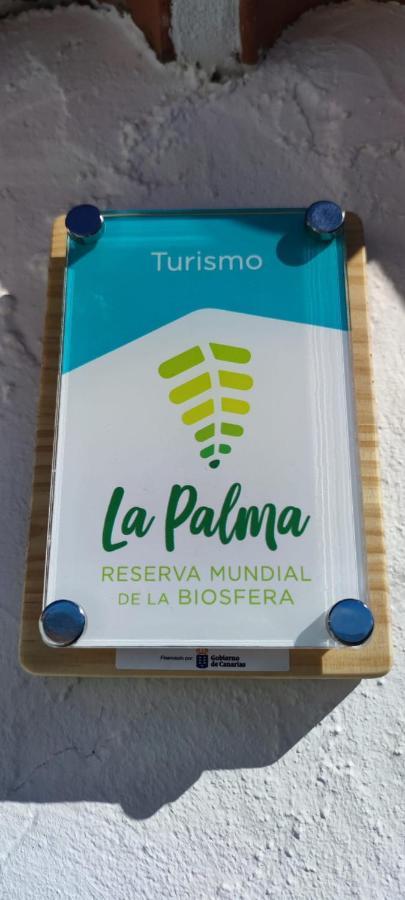 Turismo
La Palma
RESERVA MUNDIAL
DE LA BIOSFERA
Financiado por:
Gobierno
de Canarias